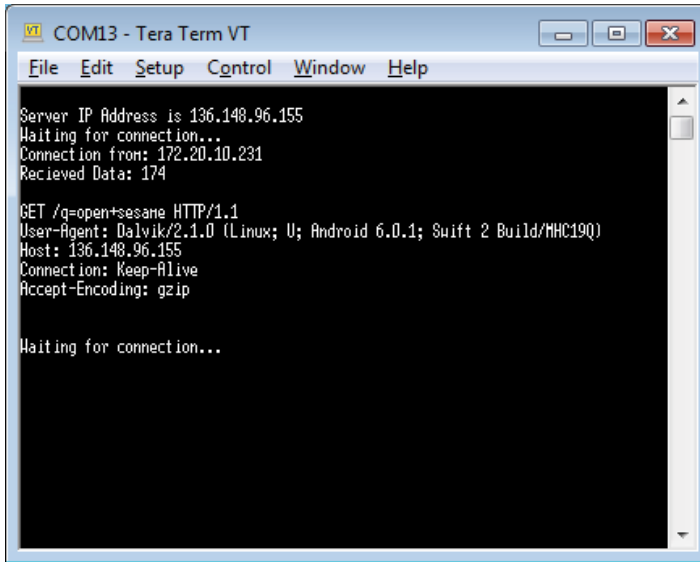 VT COM13 - Tera Term VT
File Edit Setup Control Window Help
Server IP Address is 136.148.96.155
Waiting for connection...
Connection from: 172.20.10.231
Recieved Data: 174
GET /q=open+sesame HTTP/1.1
User-Agent: Dalvik/2.1.0 (Linux; U; Android 6.0.1; Swift 2 Build/MHC19Q)
Host: 136.148.96.155
Connection: Keep-Alive
Accept-Encoding: gzip
Waiting for connection...